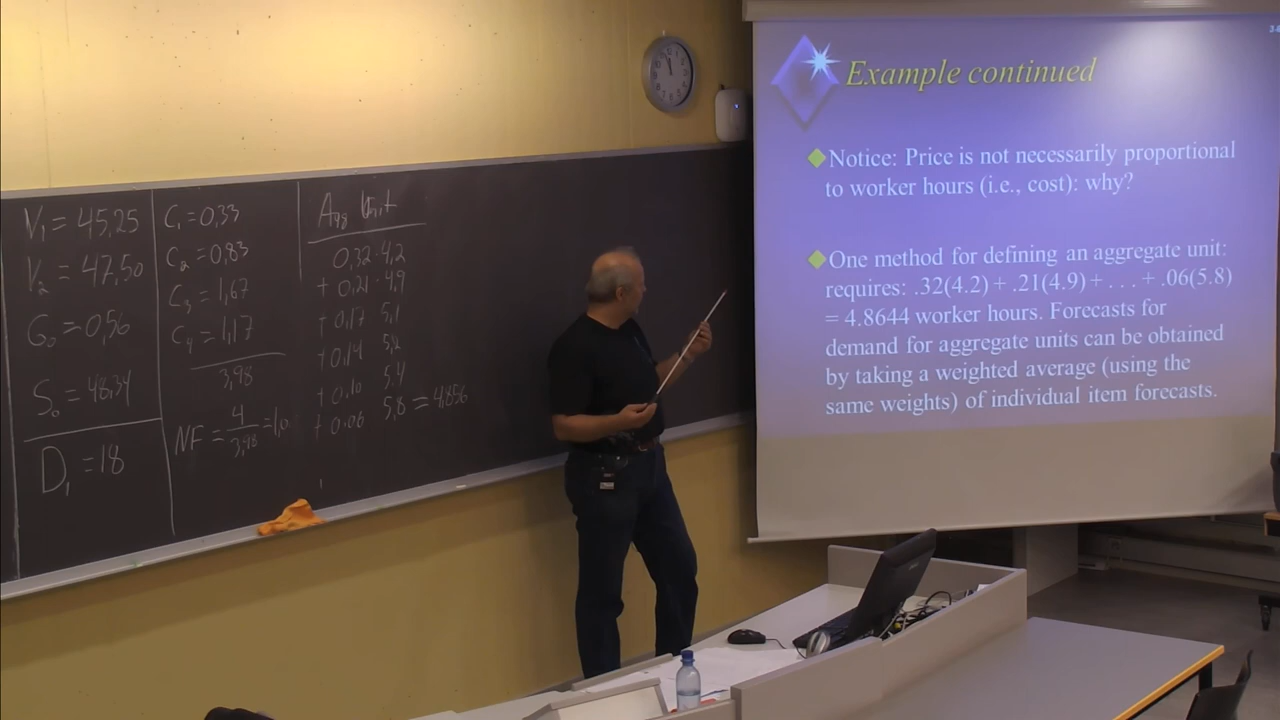 V₁ = 45,25
V₂ = 47,50
G₀ = 0,56
S₀ = 48,34
D₁ = 18
C₁ = 0,33
C₂ = 0,83
C₃ = 1,67
C₄ = 1,17
3,98
NF = 4/3,98 = 1,0
Agg Unit
0,32 · 4,2
+ 0,21 · 4,9
+ 0,17 5,1
+ 0,14 5,2
+ 0,10 5,4
+ 0,06 5,8 = 4,856
Example continued
Notice: Price is not necessarily proportional
to worker hours (i.e., cost): why?
One method for defining an aggregate unit:
requires: .32(4.2) + .21(4.9) + . . . + .06(5.8)
= 4.8644 worker hours. Forecasts for
demand for aggregate units can be obtained
by taking a weighted average (using the
same weights) of individual item forecasts.